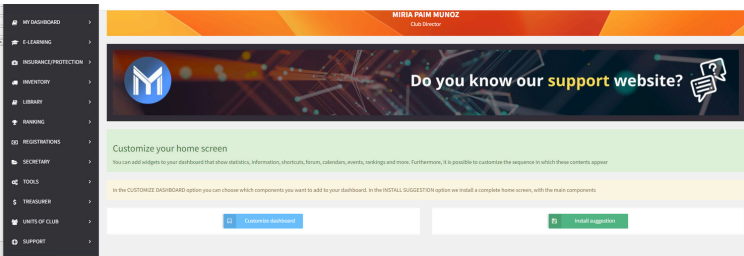 MY DASHBOARD
E-LEARNING
INSURANCE/PROTECTION
INVENTORY
LIBRARY
RANKING
REGISTRATIONS
SECRETARY
TOOLS
TREASURER
UNITS OF CLUB
SUPPORT
MIRIA PAIM MUNOZ
Club Director
Do you know our support website?
Customize your home screen
You can add widgets to your dashboard that show statistics, information, shortcuts, forum, calendars, events, rankings and more. Furthermore, it is possible to customize the sequence in which these contents appear
In the CUSTOMIZE DASHBOARD option you can choose which components you want to add to your dashboard. In the INSTALL SUGGESTION option we install a complete home screen, with the main components
Customize dashboard
Install suggestion